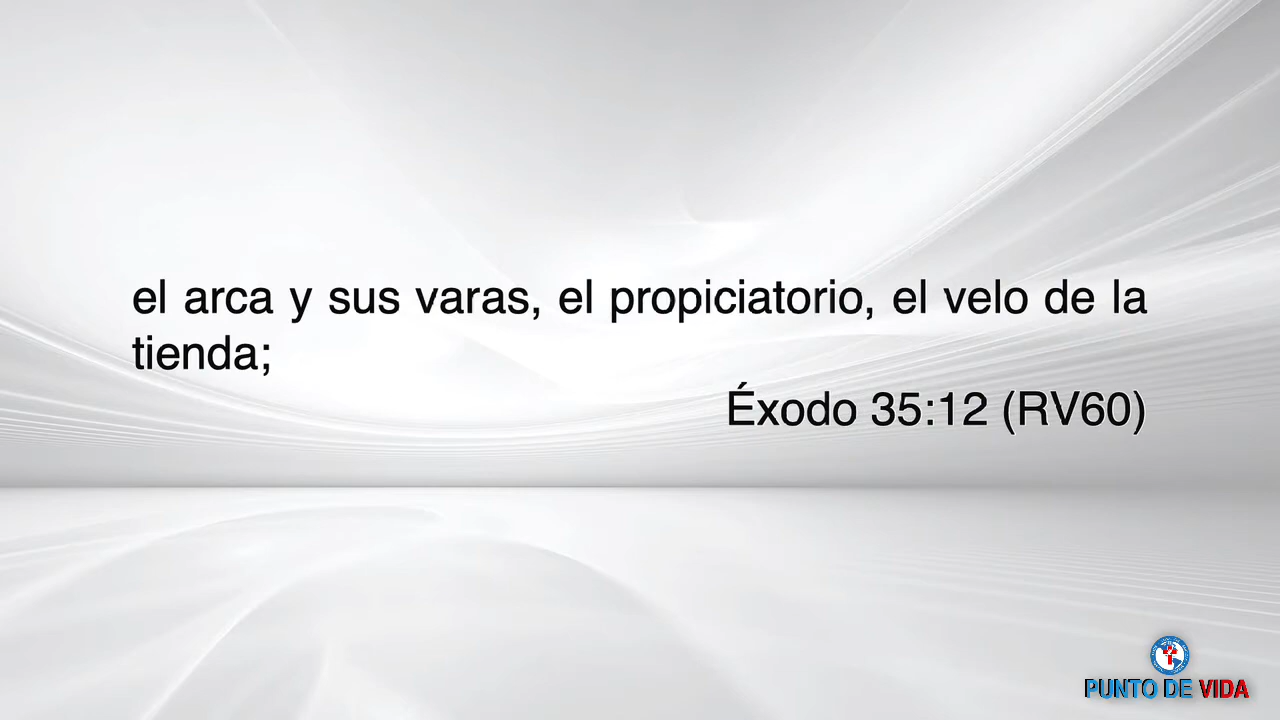 el arca y sus varas, el propiciatorio, el velo de la
tienda;
Éxodo 35:12 (RV60)
PUNTO DE VIDA